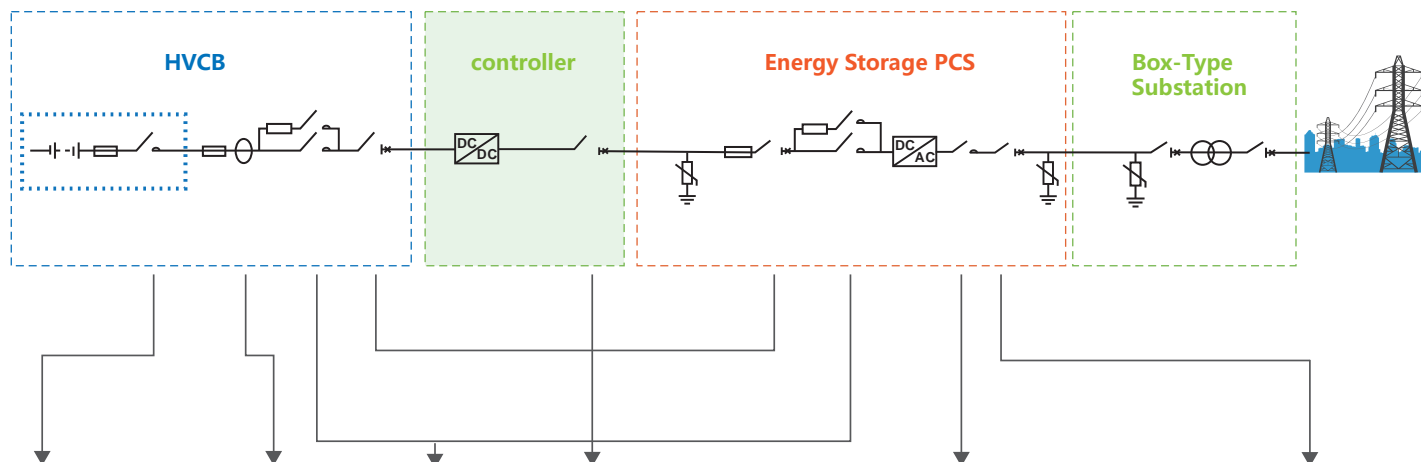 HVCB
controller
Energy Storage PCS
Box-Type
Substation
DC
DC
DC
AC